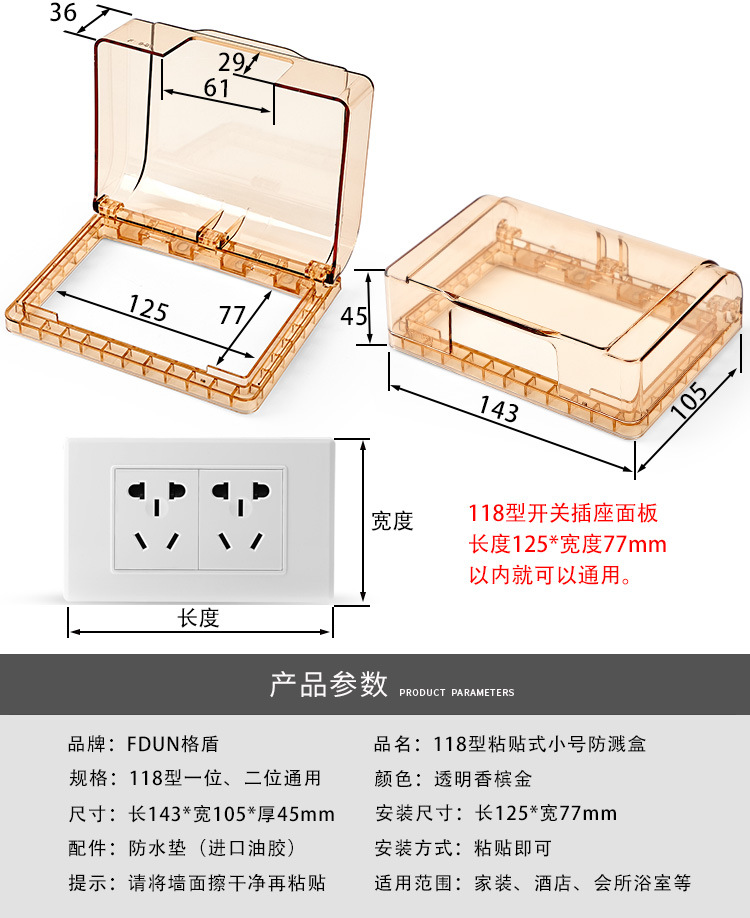 36
29
61
125
77
45
143
105
宽度
长度
118型开关插座面板
长度125*宽度77mm
以内就可以通用。
产品参数 PRODUCT PARAMETERS
品牌：FDUN格盾
品名：118型粘贴式小号防溅盒
规格：118型一位、二位通用
颜色：透明香槟金
尺寸：长143*宽105*厚45mm
安装尺寸：长125*宽77mm
配件：防水垫（进口油胶）
安装方式：粘贴即可
提示：请将墙面擦干净再粘贴
适用范围：家装、酒店、会所浴室等